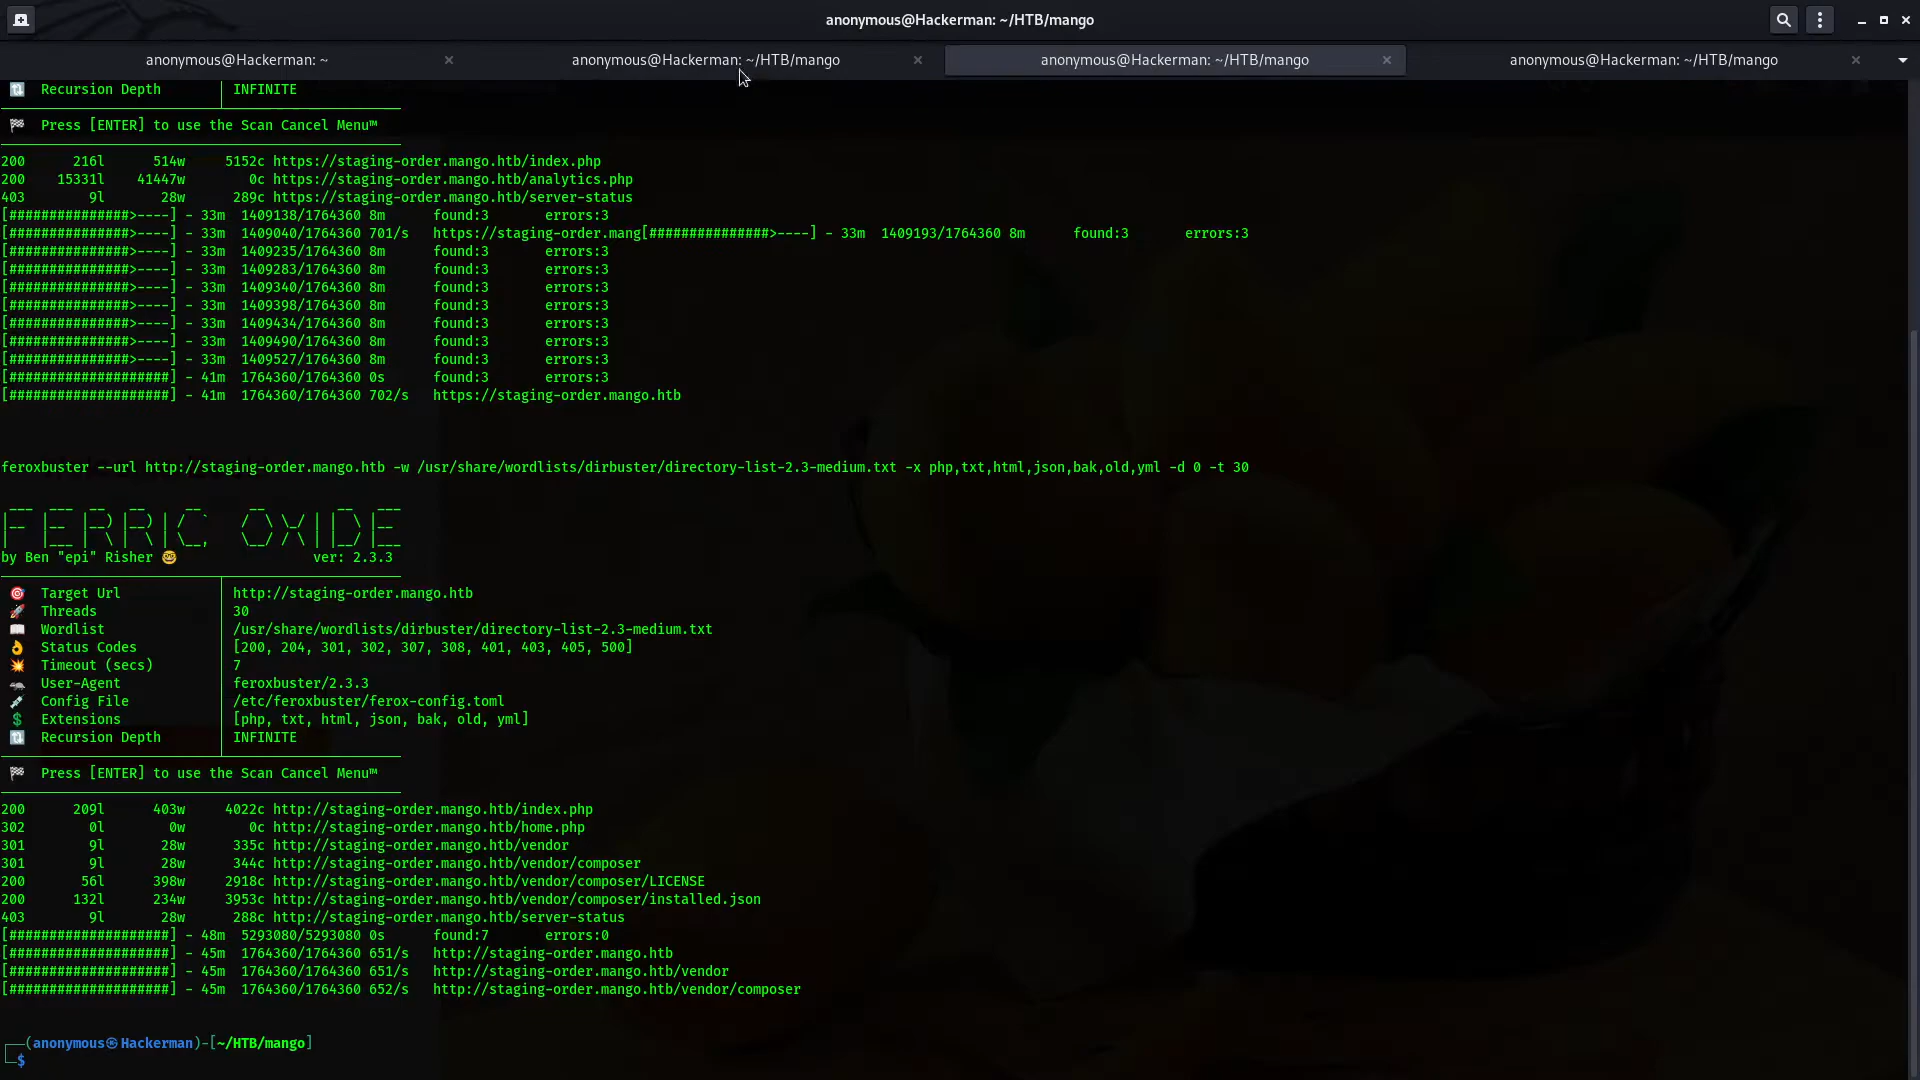 anonymous@Hackerman: ~/HTB/mango
anonymous@Hackerman: ~
anonymous@Hackerman: ~/HTB/mango
anonymous@Hackerman: ~/HTB/mango
anonymous@Hackerman: ~/HTB/mango
🔃 Recursion Depth │ INFINITE
🏁 Press [ENTER] to use the Scan Cancel Menu™
200 216l 514w 5152c https://staging-order.mango.htb/index.php
200 15331l 41447w 0c https://staging-order.mango.htb/analytics.php
403 9l 28w 289c https://staging-order.mango.htb/server-status
[###############>----] - 33m 1409138/1764360 8m found:3 errors:3
[###############>----] - 33m 1409040/1764360 701/s https://staging-order.mang[###############>----] - 33m 1409193/1764360 8m found:3 errors:3
[###############>----] - 33m 1409235/1764360 8m found:3 errors:3
[###############>----] - 33m 1409283/1764360 8m found:3 errors:3
[###############>----] - 33m 1409340/1764360 8m found:3 errors:3
[###############>----] - 33m 1409398/1764360 8m found:3 errors:3
[###############>----] - 33m 1409434/1764360 8m found:3 errors:3
[###############>----] - 33m 1409490/1764360 8m found:3 errors:3
[###############>----] - 33m 1409527/1764360 8m found:3 errors:3
[####################] - 41m 1764360/1764360 0s found:3 errors:3
[####################] - 41m 1764360/1764360 702/s https://staging-order.mango.htb
feroxbuster --url http://staging-order.mango.htb -w /usr/share/wordlists/dirbuster/directory-list-2.3-medium.txt -x php,txt,html,json,bak,old,yml -d 0 -t 30
FERRIC OXIDE
by Ben "epi" Risher 🤓 ver: 2.3.3
🎯 Target Url │ http://staging-order.mango.htb
🚀 Threads │ 30
📖 Wordlist │ /usr/share/wordlists/dirbuster/directory-list-2.3-medium.txt
👌 Status Codes │ [200, 204, 301, 302, 307, 308, 401, 403, 405, 500]
💥 Timeout (secs) │ 7
🦡 User-Agent │ feroxbuster/2.3.3
💉 Config File │ /etc/feroxbuster/ferox-config.toml
💲 Extensions │ [php, txt, html, json, bak, old, yml]
🔃 Recursion Depth │ INFINITE
🏁 Press [ENTER] to use the Scan Cancel Menu™
200 209l 403w 4022c http://staging-order.mango.htb/index.php
302 0l 0w 0c http://staging-order.mango.htb/home.php
301 9l 28w 335c http://staging-order.mango.htb/vendor
301 9l 28w 344c http://staging-order.mango.htb/vendor/composer
200 56l 398w 2918c http://staging-order.mango.htb/vendor/composer/LICENSE
200 132l 234w 3953c http://staging-order.mango.htb/vendor/composer/installed.json
403 9l 28w 288c http://staging-order.mango.htb/server-status
[####################] - 48m 5293080/5293080 0s found:7 errors:0
[####################] - 45m 1764360/1764360 651/s http://staging-order.mango.htb
[####################] - 45m 1764360/1764360 651/s http://staging-order.mango.htb/vendor
[####################] - 45m 1764360/1764360 652/s http://staging-order.mango.htb/vendor/composer
┌──(anonymous㉿Hackerman)-[~/HTB/mango]
└─$